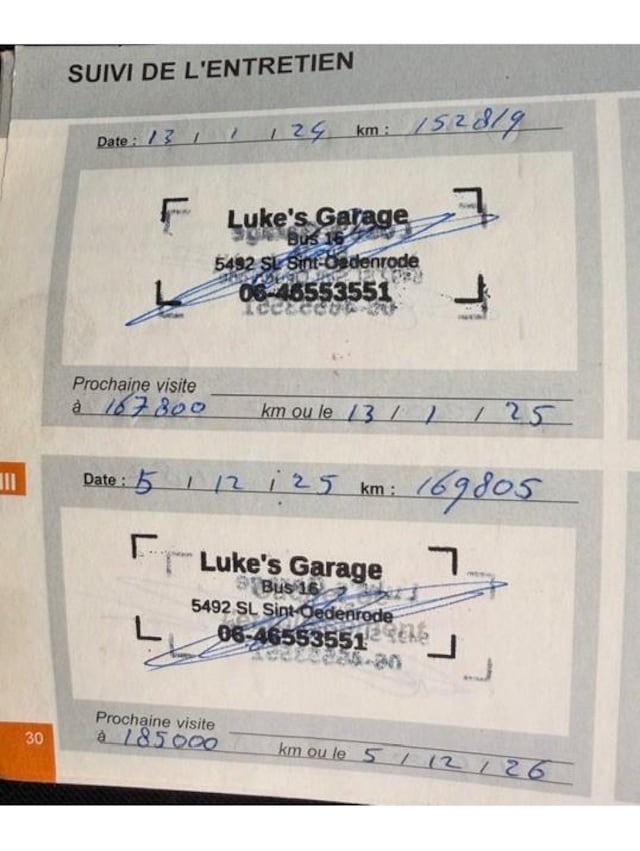 SUIVI DE L'ENTRETIEN
Date : 13 / 1 / 24 km : 152819
Luke's Garage
Bus 16
5492 SL Sint-Oedenrode
06-46553551
Prochaine visite
à 167800 km ou le 13 / 1 / 25
III
Date : 5 / 12 / 25 km : 169805
Luke's Garage
Bus 16
5492 SL Sint-Oedenrode
06-46553551
Prochaine visite
à 185000 km ou le 5 / 12 / 26
30